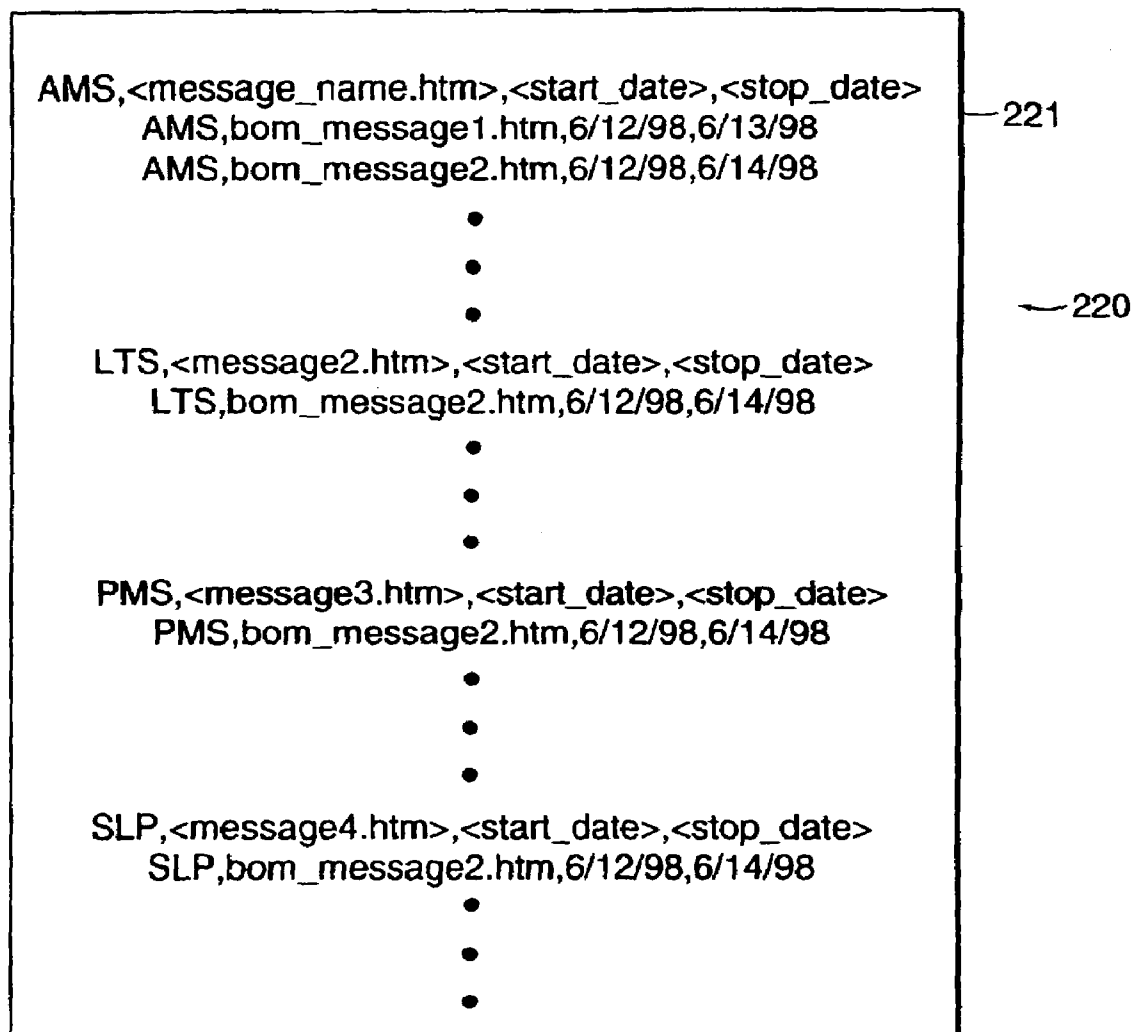 AMS,<message_name.htm>,<start_date>,<stop_date>
221
AMS,bom_message1.htm,6/12/98,6/13/98
AMS,bom_message2.htm,6/12/98,6/14/98
220
LTS,<message2.htm>,<start_date>,<stop_date>
LTS,bom_message2.htm,6/12/98,6/14/98
PMS,<message3.htm>,<start_date>,<stop_date>
PMS,bom_message2.htm,6/12/98,6/14/98
SLP,<message4.htm>,<start_date>,<stop_date>
SLP,bom_message2.htm,6/12/98,6/14/98